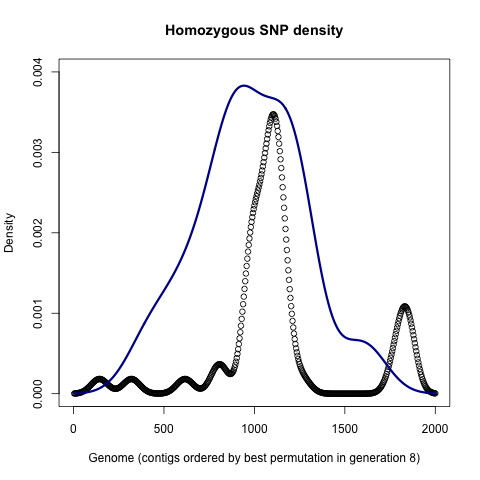 Homozygous SNP density
Density
0.004
0.003
0.002
0.001
0.000
0 500 1000 1500 2000
Genome (contigs ordered by best permutation in generation 8)